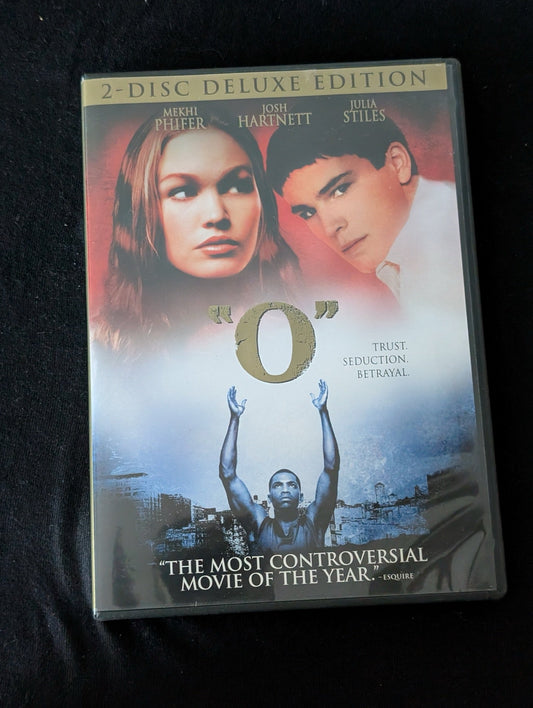 2-DISC DELUXE EDITION
MEKHI PHIFER
JOSH HARTNETT
JULIA STILES
"O"
TRUST.
SEDUCTION.
BETRAYAL.
"THE MOST CONTROVERSIAL
MOVIE OF THE YEAR." –ESQUIRE